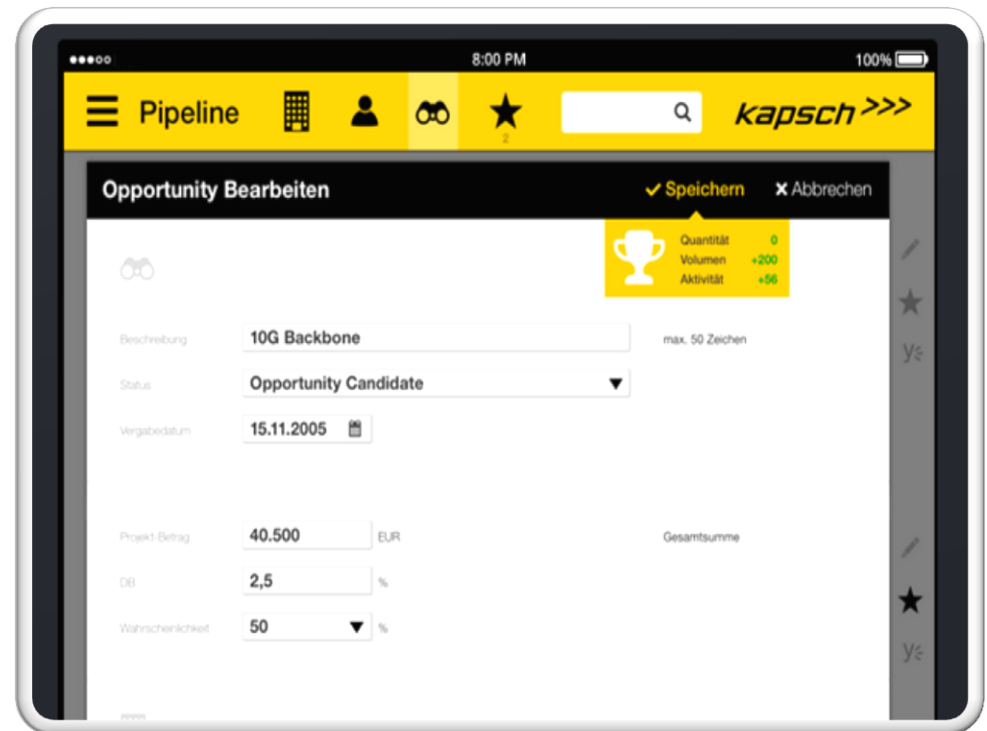 8:00 PM 100%
Pipeline 2 kapsch >>>
Opportunity Bearbeiten Speichern Abbrechen
Quantität 0
Volumen +200
Aktivität +56
Beschreibung 10G Backbone max. 50 Zeichen
Status Opportunity Candidate
Vergabedatum 15.11.2005
Projekt-Betrag 40.500 EUR Gesamtsumme
DB 2,5 %
Wahrscheinlichkeit 50 %